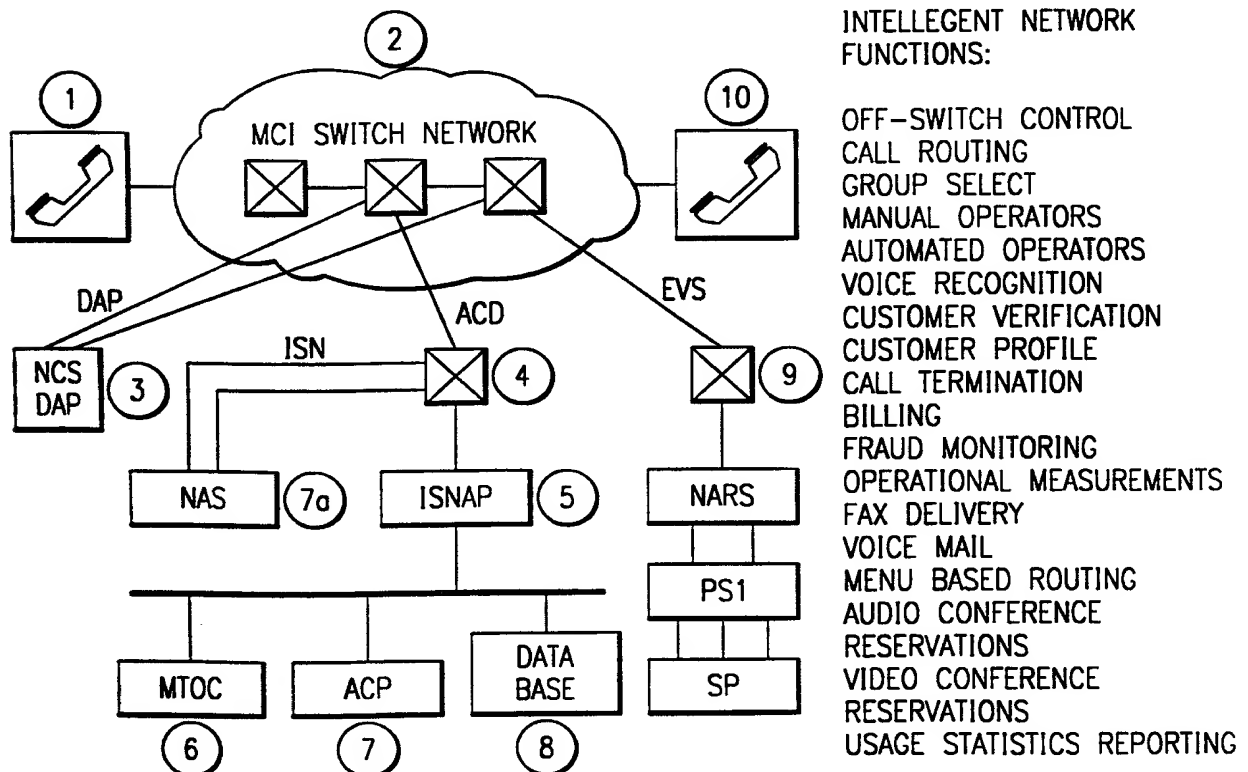 2
1
10
MCI SWITCH NETWORK
DAP
ACD
EVS
ISN
NCS
DAP
3
4
9
NAS
7a
ISNAP
5
NARS
PS1
MTOC
ACP
DATA
BASE
SP
6
7
8
INTELLEGENT NETWORK
FUNCTIONS:
OFF-SWITCH CONTROL
CALL ROUTING
GROUP SELECT
MANUAL OPERATORS
AUTOMATED OPERATORS
VOICE RECOGNITION
CUSTOMER VERIFICATION
CUSTOMER PROFILE
CALL TERMINATION
BILLING
FRAUD MONITORING
OPERATIONAL MEASUREMENTS
FAX DELIVERY
VOICE MAIL
MENU BASED ROUTING
AUDIO CONFERENCE
RESERVATIONS
VIDEO CONFERENCE
RESERVATIONS
USAGE STATISTICS REPORTING